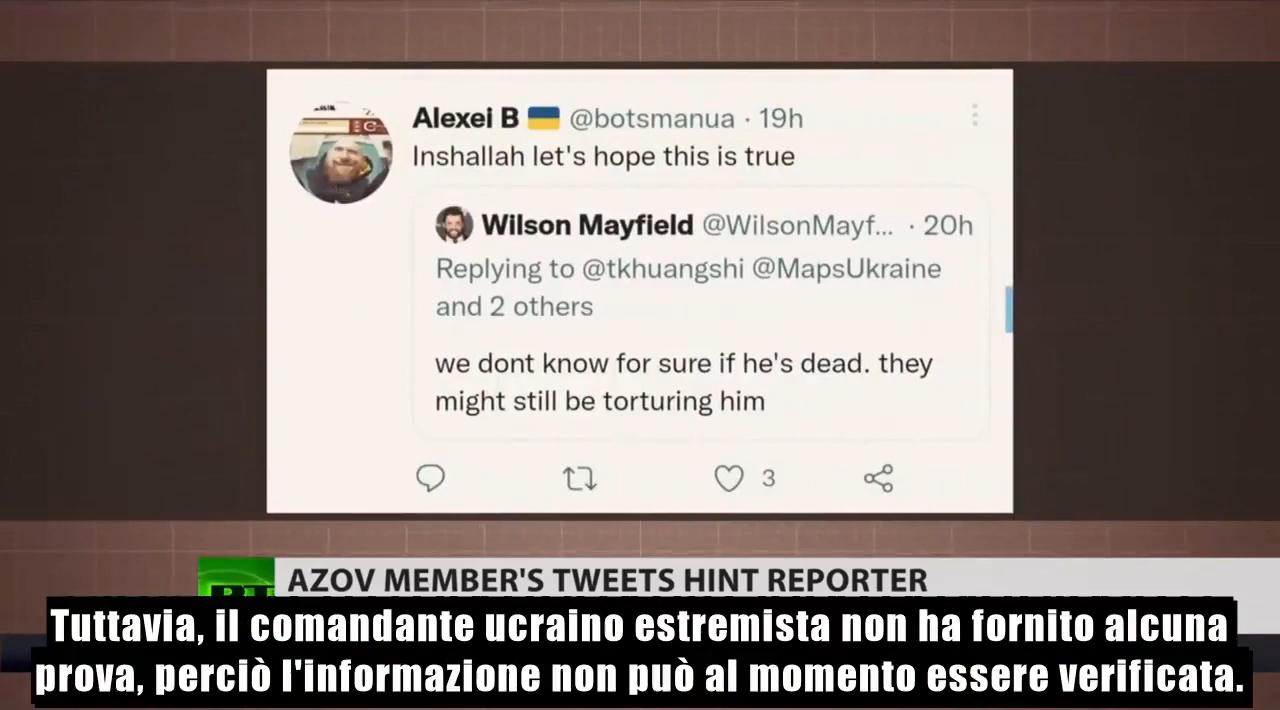 Alexei B 🇺🇦 @botsmanua · 19h
Inshallah let's hope this is true
Wilson Mayfield @WilsonMayf... · 20h
Replying to @tkhuangshi @MapsUkraine
and 2 others
we dont know for sure if he's dead. they
might still be torturing him
3
RT
AZOV MEMBER'S TWEETS HINT REPORTER
Tuttavia, il comandante ucraino estremista non ha fornito alcuna
prova, perciò l'informazione non può al momento essere verificata.